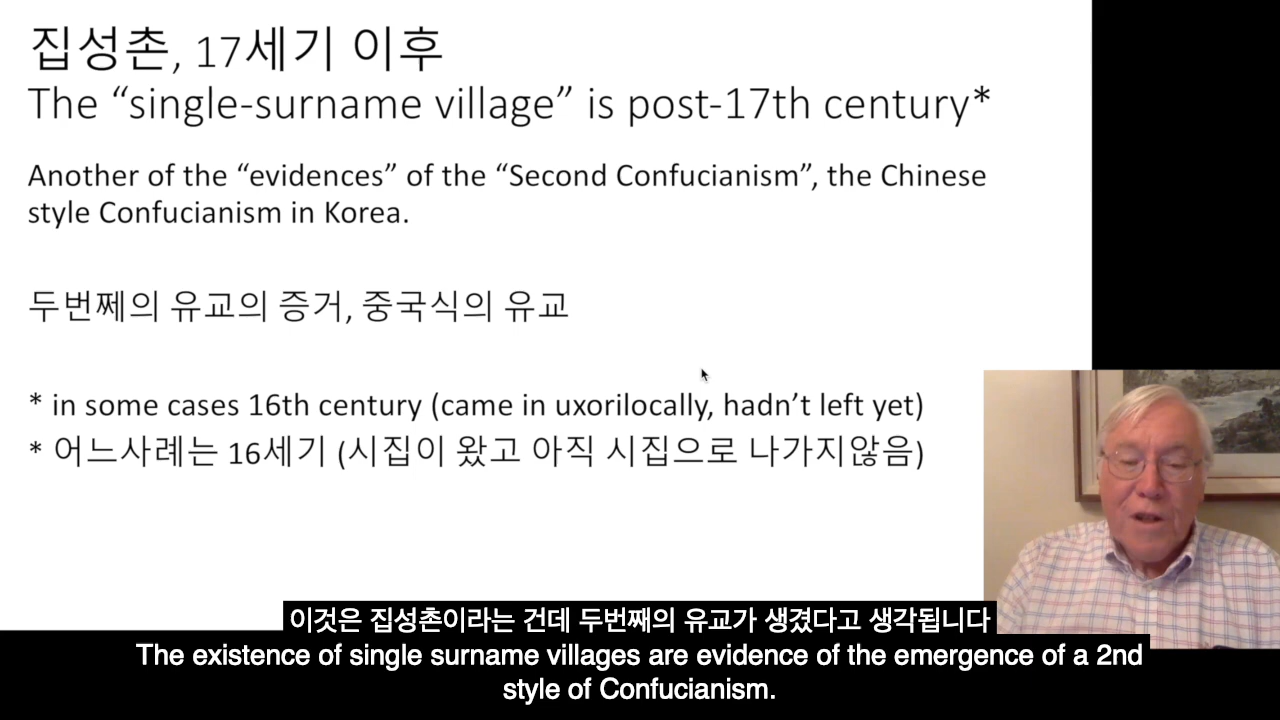 집성촌, 17세기 이후
The “single-surname village” is post-17th century*
Another of the “evidences” of the “Second Confucianism”, the Chinese
style Confucianism in Korea.
두번째의 유교의 증거, 중국식의 유교
* in some cases 16th century (came in uxorilocally, hadn’t left yet)
* 어느사례는 16세기 (시집이 왔고 아직 시집으로 나가지않음)
이것은 집성촌이라는 건데 두번째의 유교가 생겼다고 생각됩니다
The existence of single surname villages are evidence of the emergence of a 2nd
style of Confucianism.